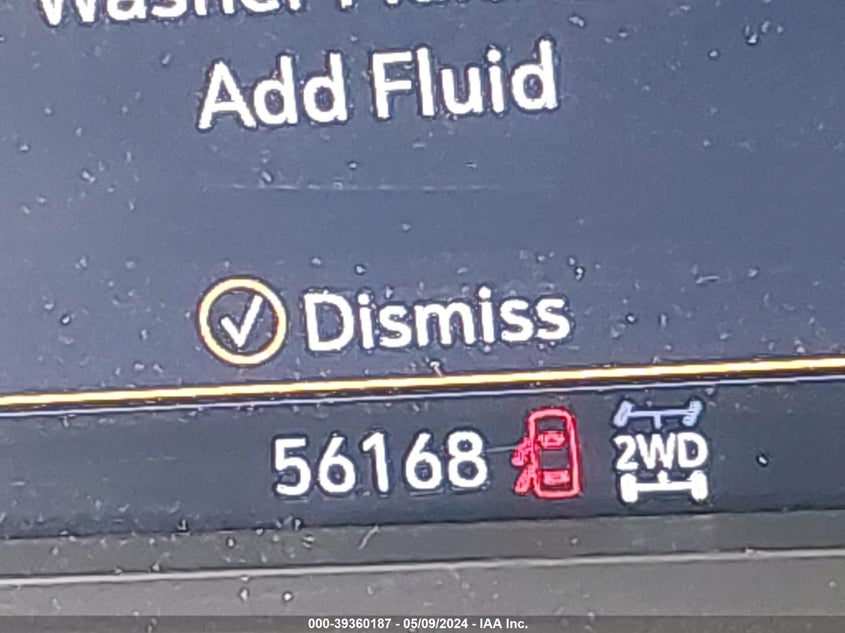 Add Fluid
Dismiss
56168
2WD
000-39360187 - 05/09/2024 - IAA Inc.